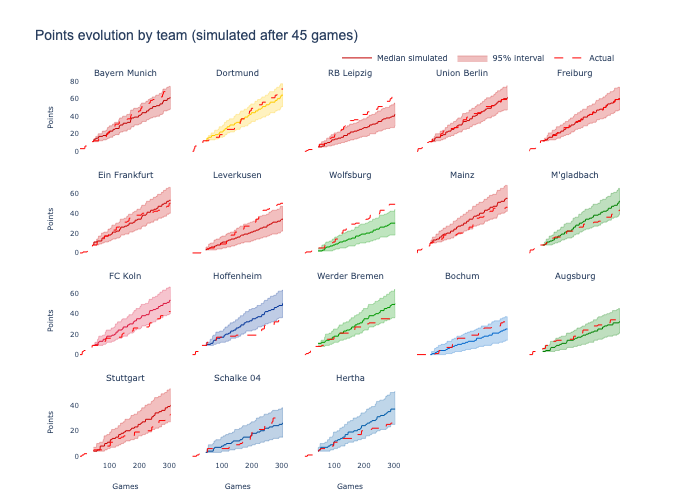 Points evolution by team (simulated after 45 games)
Median simulated 95% interval Actual
Bayern Munich Dortmund RB Leipzig Union Berlin Freiburg
80
60
40
20
0
Points
Ein Frankfurt Leverkusen Wolfsburg Mainz M'gladbach
60
40
20
0
Points
FC Koln Hoffenheim Werder Bremen Bochum Augsburg
60
40
20
0
Points
Stuttgart Schalke 04 Hertha
40
20
0
Points
100 200 300 100 200 300 100 200 300
Games Games Games